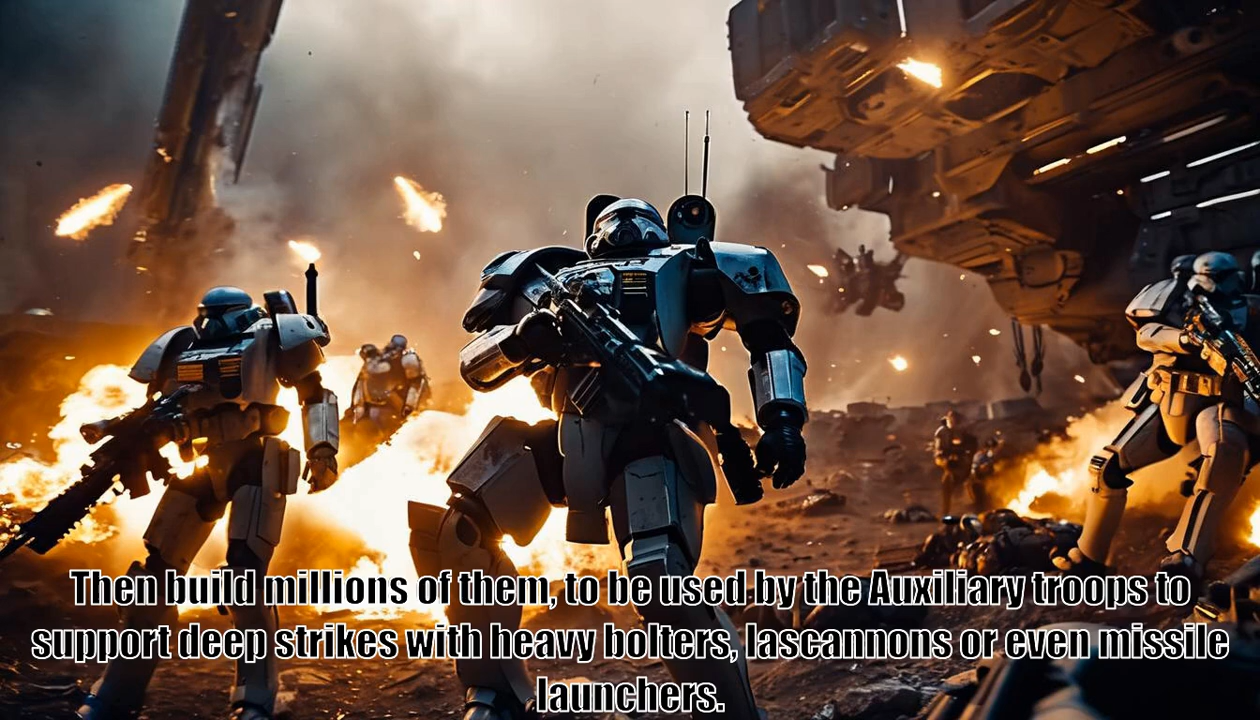 Then build millions of them, to be used by the Auxiliary troops to
support deep strikes with heavy bolters, lascannons or even missile
launchers.